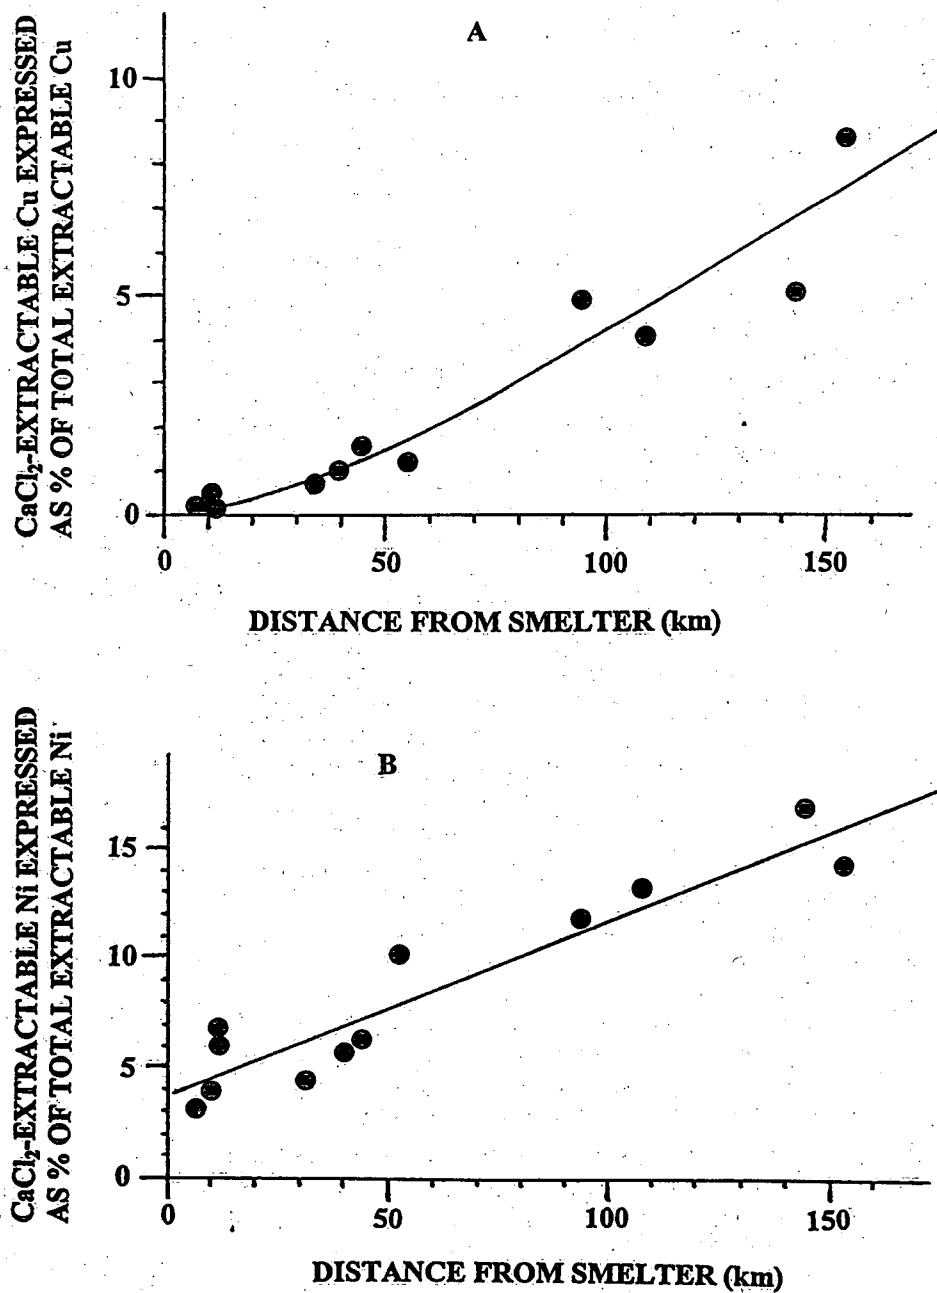 A
CaCl₂-EXTRACTABLE Cu EXPRESSED
AS % OF TOTAL EXTRACTABLE Cu
10
5
0
0 50 100 150
DISTANCE FROM SMELTER (km)
B
CaCl₂-EXTRACTABLE Ni EXPRESSED
AS % OF TOTAL EXTRACTABLE Ni
15
10
5
0
0 50 100 150
DISTANCE FROM SMELTER (km)